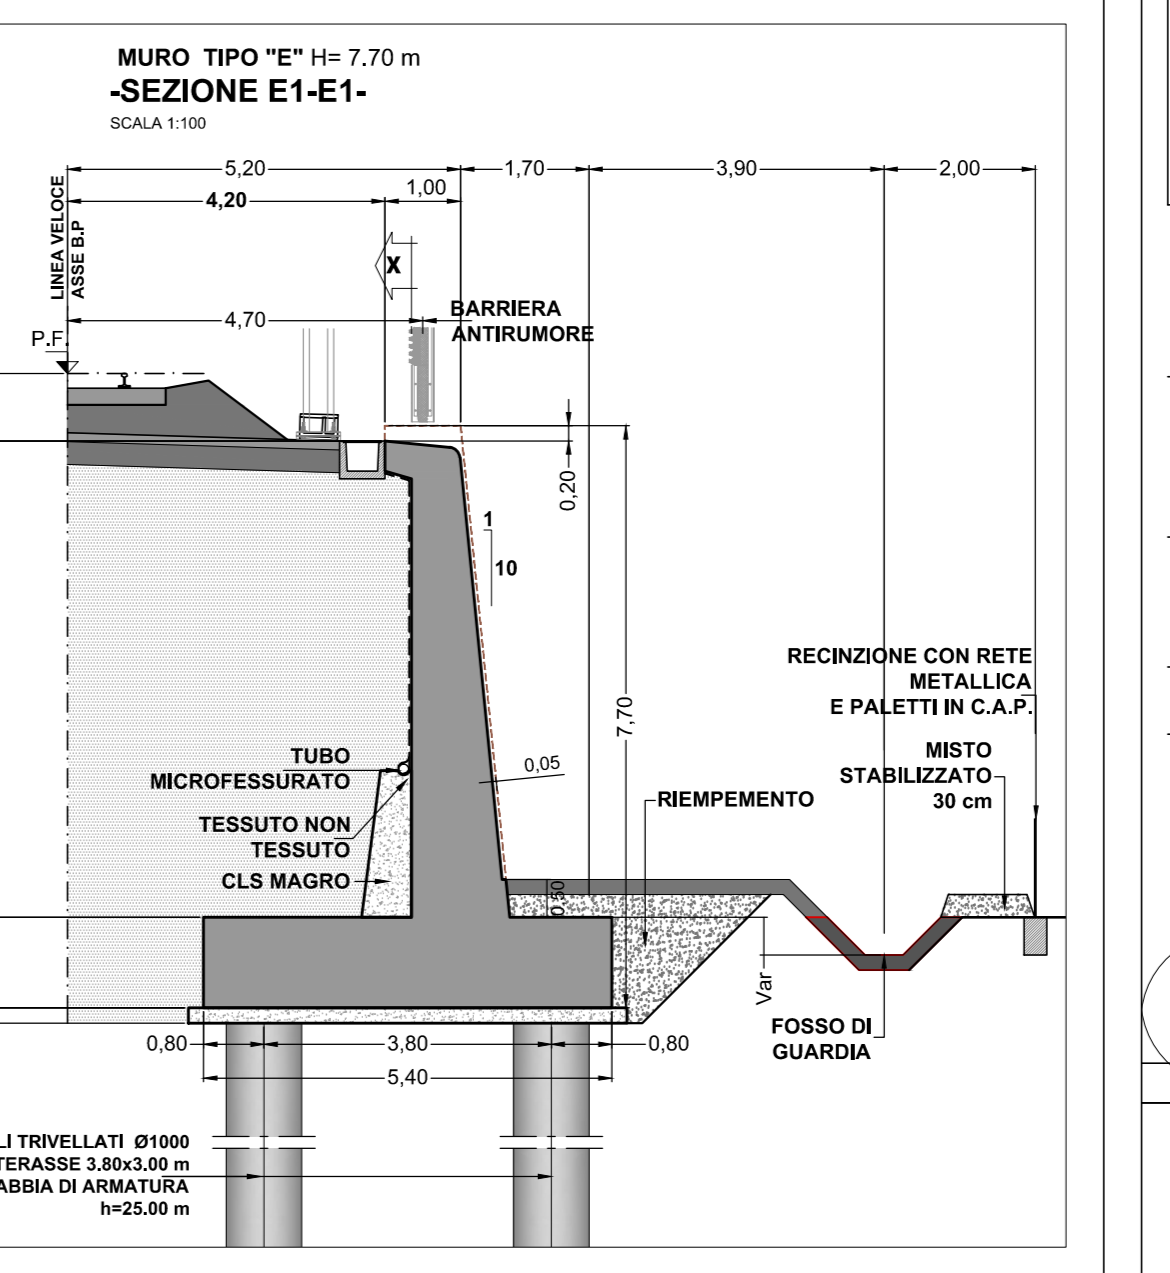 MURO TIPO "E" H= 7.70 m
-SEZIONE E1-E1-
SCALA 1:100
5,20
1,70
3,90
2,00
4,20
1,00
LINEA VELOCE
ASSE B.P
X
4,70
BARRIERA
ANTIRUMORE
P.F.
0,20
1
10
7,70
RECINZIONE CON RETE
METALLICA
E PALETTI IN C.A.P.
TUBO
MICROFESSURATO
0,05
MISTO
STABILIZZATO
30 cm
RIEMPEMENTO
TESSUTO NON
TESSUTO
CLS MAGRO
0,50
Var
FOSSO DI
GUARDIA
0,80
3,80
0,80
5,40
LI TRIVELLATI Ø1000
TERASSE 3.80x3.00 m
ABBIA DI ARMATURA
h=25.00 m